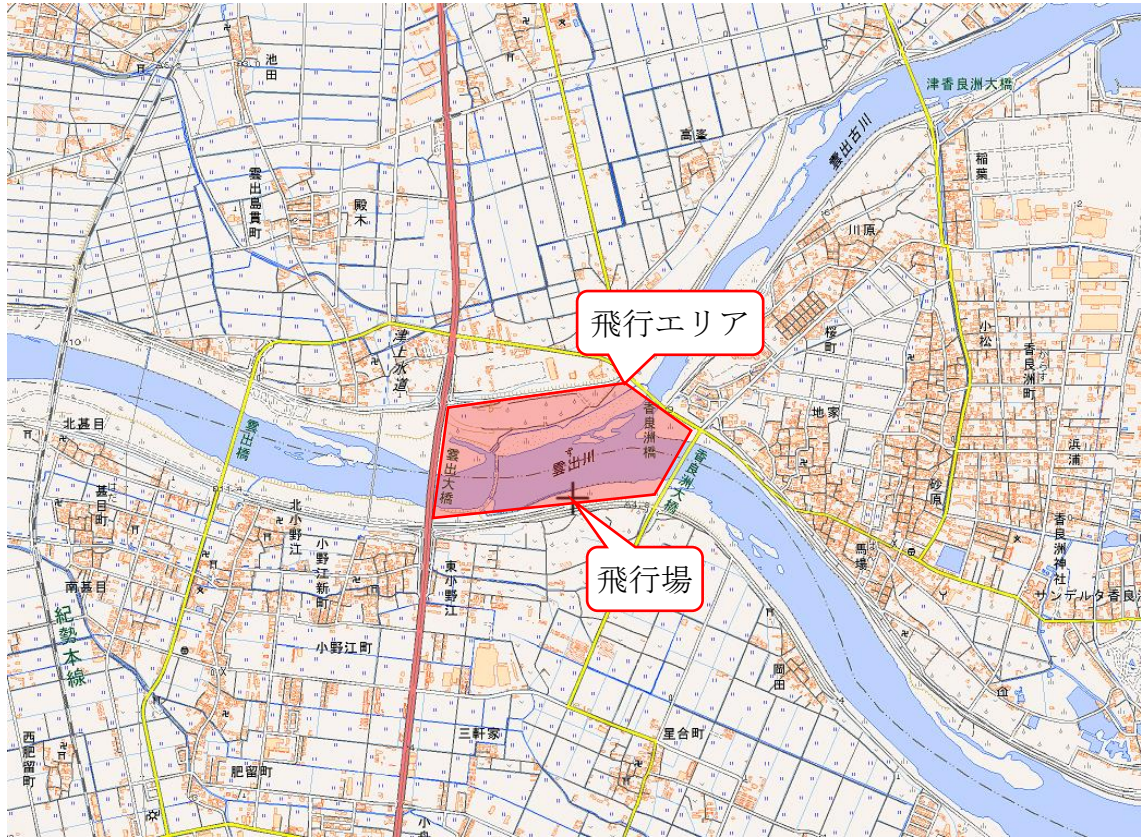 池田
高峯
津香良洲大橋
雲出古川
稲葉
雲出島貫町
殿木
川原
飛行エリア
小松
香良洲町
からす
桜町
津上水道
地家
香良洲橋
北甚目
雲出橋
雲出大橋
雲出川
香良洲大橋
浜浦
砂原
甚目町
北小野江
小野江新町
飛行場
馬場
香良洲神社
サンデルタ香良洲
南甚目
東小野江
紀勢本線
小野江町
岡田
三軒家
星合町
西肥留町
肥留町